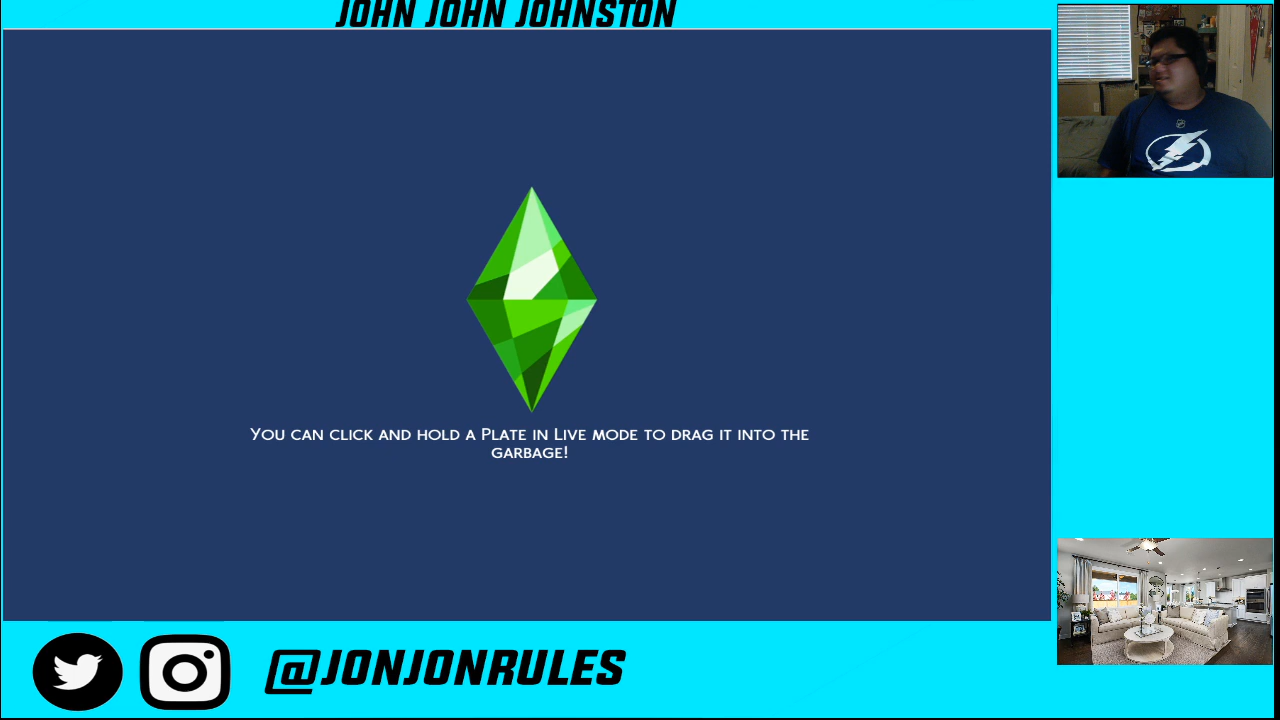 JOHN JOHN JOHNSTON
You can click and hold a Plate in Live mode to drag it into the
garbage!
@JONJONRULES